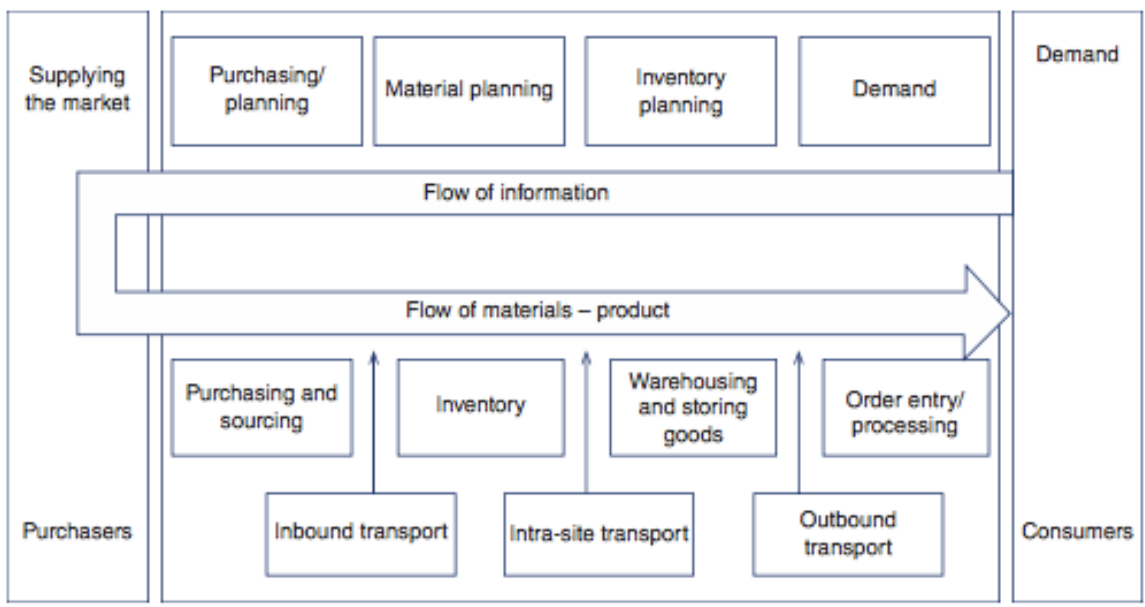 Supplying
the market
Purchasing/
planning
Material planning
Inventory
planning
Demand
Demand
Flow of information
Flow of materials – product
Purchasing and
sourcing
Inventory
Warehousing
and storing
goods
Order entry/
processing
Purchasers
Inbound transport
Intra-site transport
Outbound
transport
Consumers